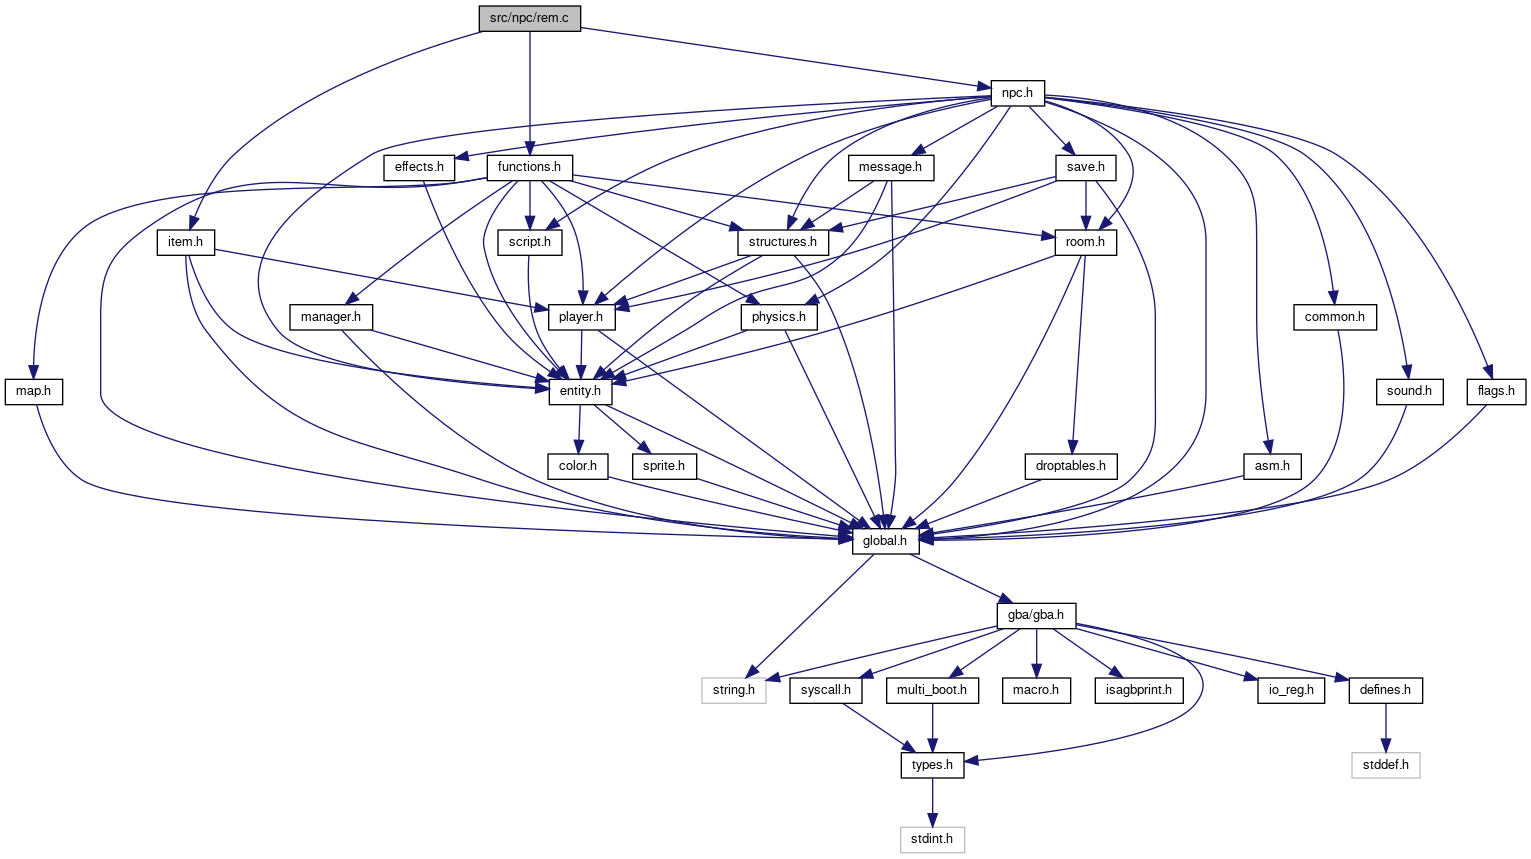 src/npc/rem.c
npc.h
effects.h
functions.h
message.h
save.h
item.h
script.h
structures.h
room.h
manager.h
player.h
physics.h
common.h
map.h
entity.h
sound.h
flags.h
color.h
sprite.h
droptables.h
asm.h
global.h
gba/gba.h
string.h
syscall.h
multi_boot.h
macro.h
isagbprint.h
io_reg.h
defines.h
types.h
stddef.h
stdint.h